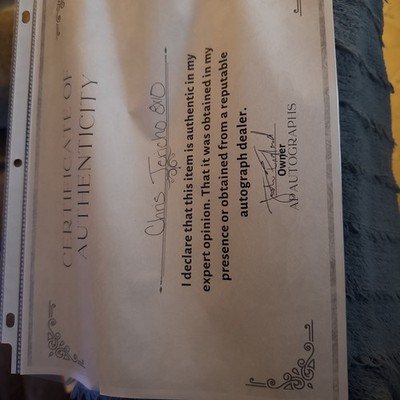 CERTIFICATE OF
AUTHENTICITY
Chris Jericho 8x10
I declare that this item is authentic in my
expert opinion. That it was obtained in my
presence or obtained from a reputable
autograph dealer.
Owner
AP AUTOGRAPHS